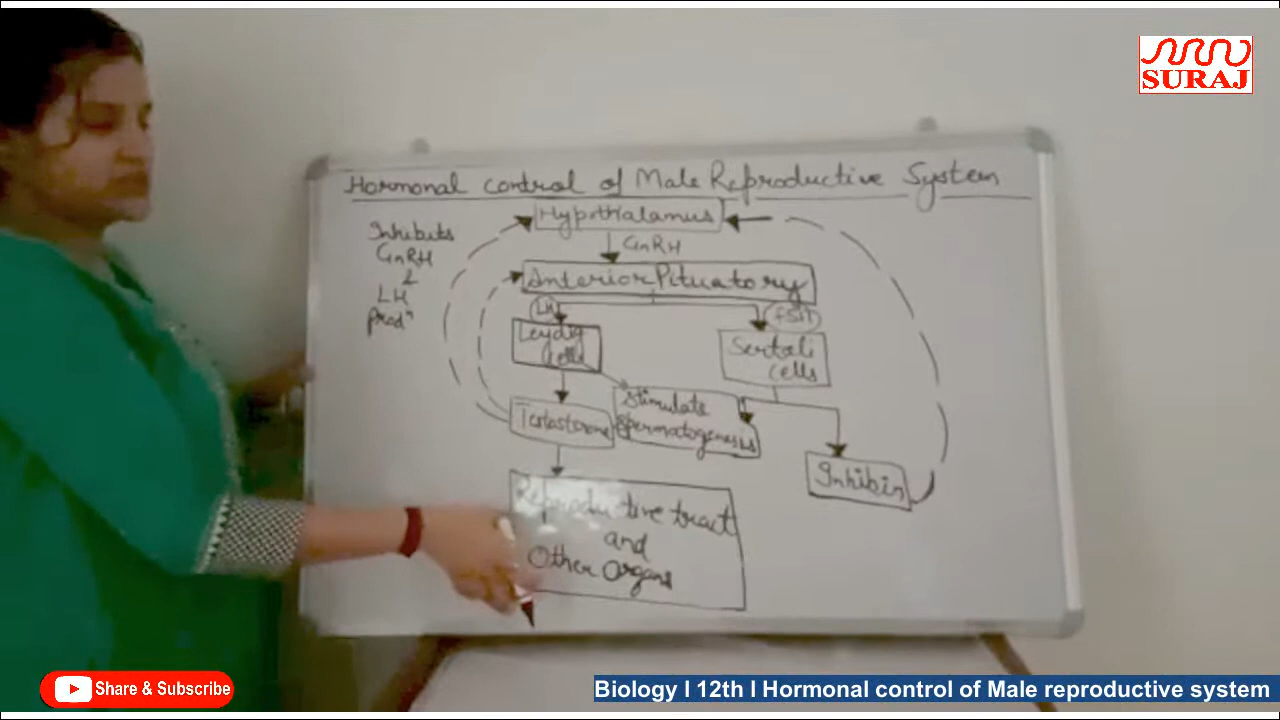 SURAJ
Hormonal control of Male Reproductive System
Hypothalamus
Inhibits
GnRH
&
LH
Prodⁿ
GnRH
Anterior Pituatory
LH
FSH
Leydig
cells
Sertoli
cells
Testosterone
Stimulate
Spermatogenesis
Inhibin
Reproductive tract
and
Other Organs
Share & Subscribe
Biology I 12th I Hormonal control of Male reproductive system